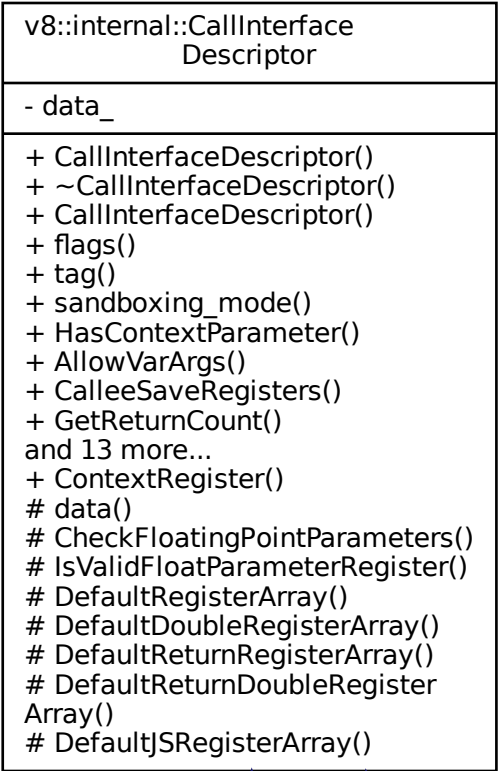 v8::internal::CallInterface
Descriptor
- data_
+ CallInterfaceDescriptor()
+ ~CallInterfaceDescriptor()
+ CallInterfaceDescriptor()
+ flags()
+ tag()
+ sandboxing_mode()
+ HasContextParameter()
+ AllowVarArgs()
+ CalleeSaveRegisters()
+ GetReturnCount()
and 13 more...
+ ContextRegister()
# data()
# CheckFloatingPointParameters()
# IsValidFloatParameterRegister()
# DefaultRegisterArray()
# DefaultDoubleRegisterArray()
# DefaultReturnRegisterArray()
# DefaultReturnDoubleRegister
Array()
# DefaultJSRegisterArray()